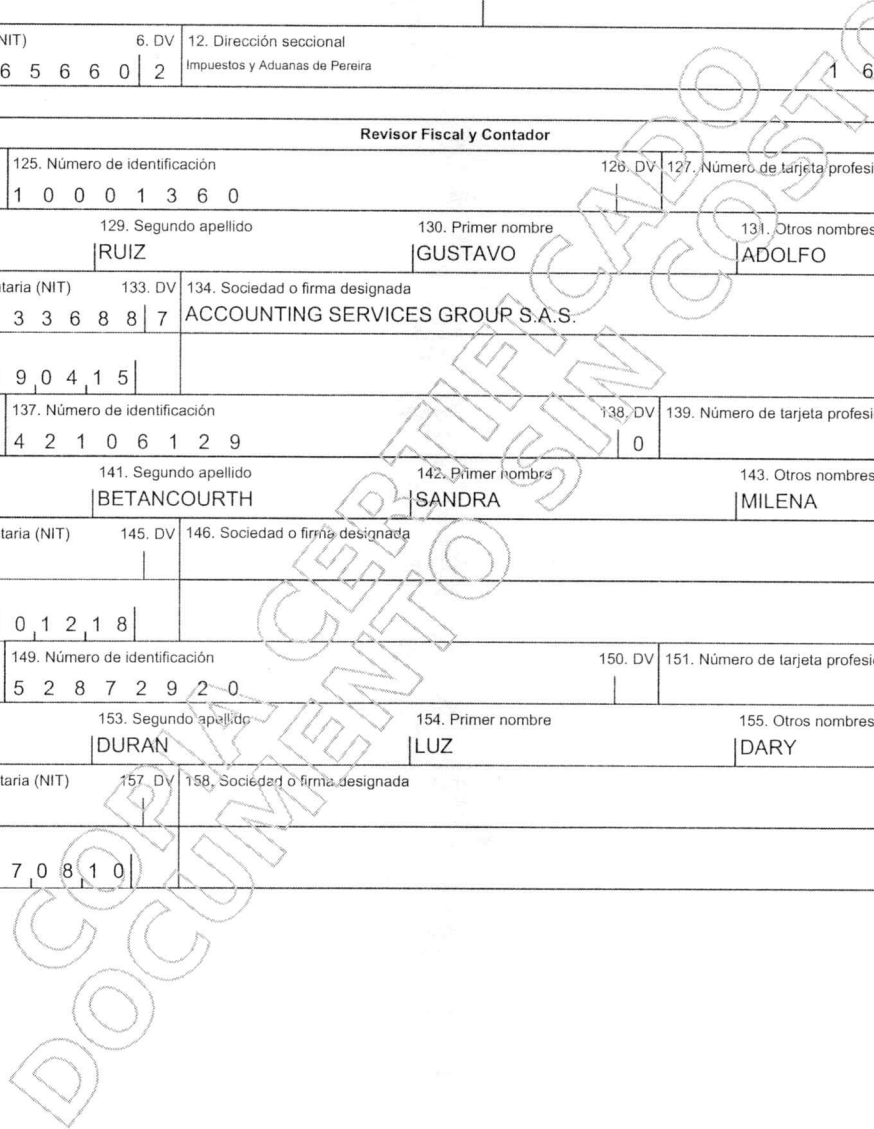 NIT) 6. DV 12. Dirección seccional
6 5 6 6 0 2 Impuestos y Aduanas de Pereira 1 6
Revisor Fiscal y Contador
125. Número de identificación 126. DV 127. Número de tarjeta profesi
1 0 0 0 1 3 6 0
129. Segundo apellido 130. Primer nombre 131. Otros nombres
RUIZ GUSTAVO ADOLFO
taria (NIT) 133. DV 134. Sociedad o firma designada
3 3 6 8 8 7 ACCOUNTING SERVICES GROUP S.A.S.
9 0 4 1 5
137. Número de identificación 138. DV 139. Número de tarjeta profesi
4 2 1 0 6 1 2 9 0
141. Segundo apellido 142. Primer nombre 143. Otros nombres
BETANCOURTH SANDRA MILENA
taria (NIT) 145. DV 146. Sociedad o firma designada
0 1 2 1 8
149. Número de identificación 150. DV 151. Número de tarjeta profesi
5 2 8 7 2 9 2 0
153. Segundo apellido 154. Primer nombre 155. Otros nombres
DURAN LUZ DARY
taria (NIT) 157. DV 158. Sociedad o firma designada
7 0 8 1 0
COPIA CERTIFICADO
DOCUMENTO SIN COSTO